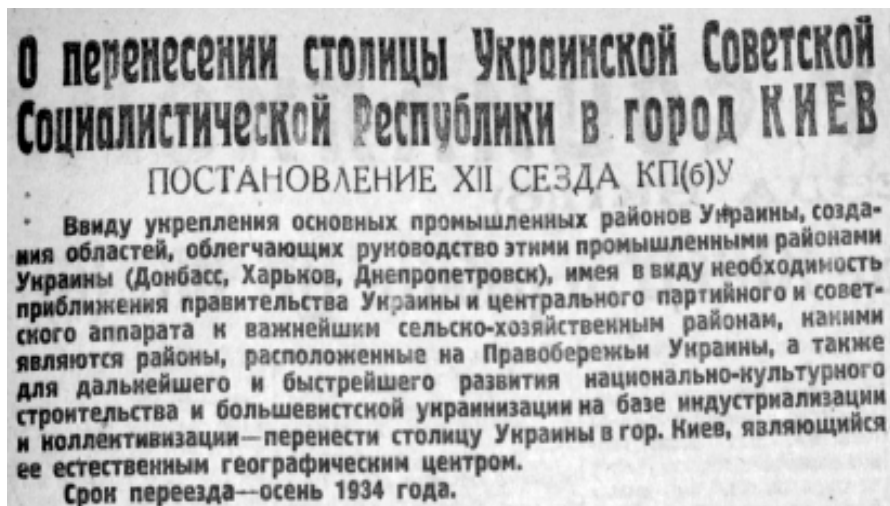 О перенесении столицы Украинской Советской
Социалистической Республики в город КИЕВ
ПОСТАНОВЛЕНИЕ XII СЕЗДА КП(б)У
Ввиду укрепления основных промышленных районов Украины, созда-
ния областей, облегчающих руководство этими промышленными районами
Украины (Донбасс, Харьков, Днепропетровск), имея в виду необходимость
приближения правительства Украины и центрального партийного и совет-
ского аппарата к важнейшим сельско-хозяйственным районам, какими
являются районы, расположенные на Правобережьи Украины, а также
для дальнейшего и быстрейшего развития национально-культурного
строительства и большевистской украинизации на базе индустриализации
и коллективизации—перенести столицу Украины в гор. Киев, являющийся
ее естественным географическим центром.
Срок переезда—осень 1934 года.